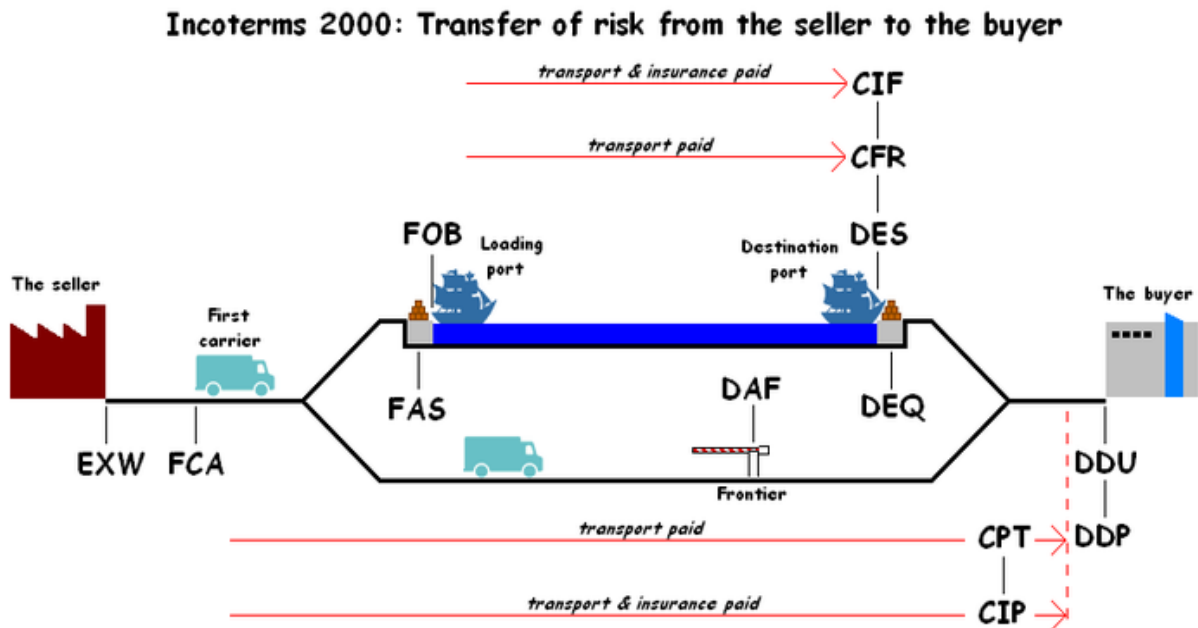 Incoterms 2000: Transfer of risk from the seller to the buyer
transport & insurance paid
CIF
transport paid
CFR
FOB
Loading
port
Destination
port
DES
The seller
First
carrier
The buyer
FAS
DAF
DEQ
EXW
FCA
Frontier
DDU
transport paid
CPT
DDP
transport & insurance paid
CIP